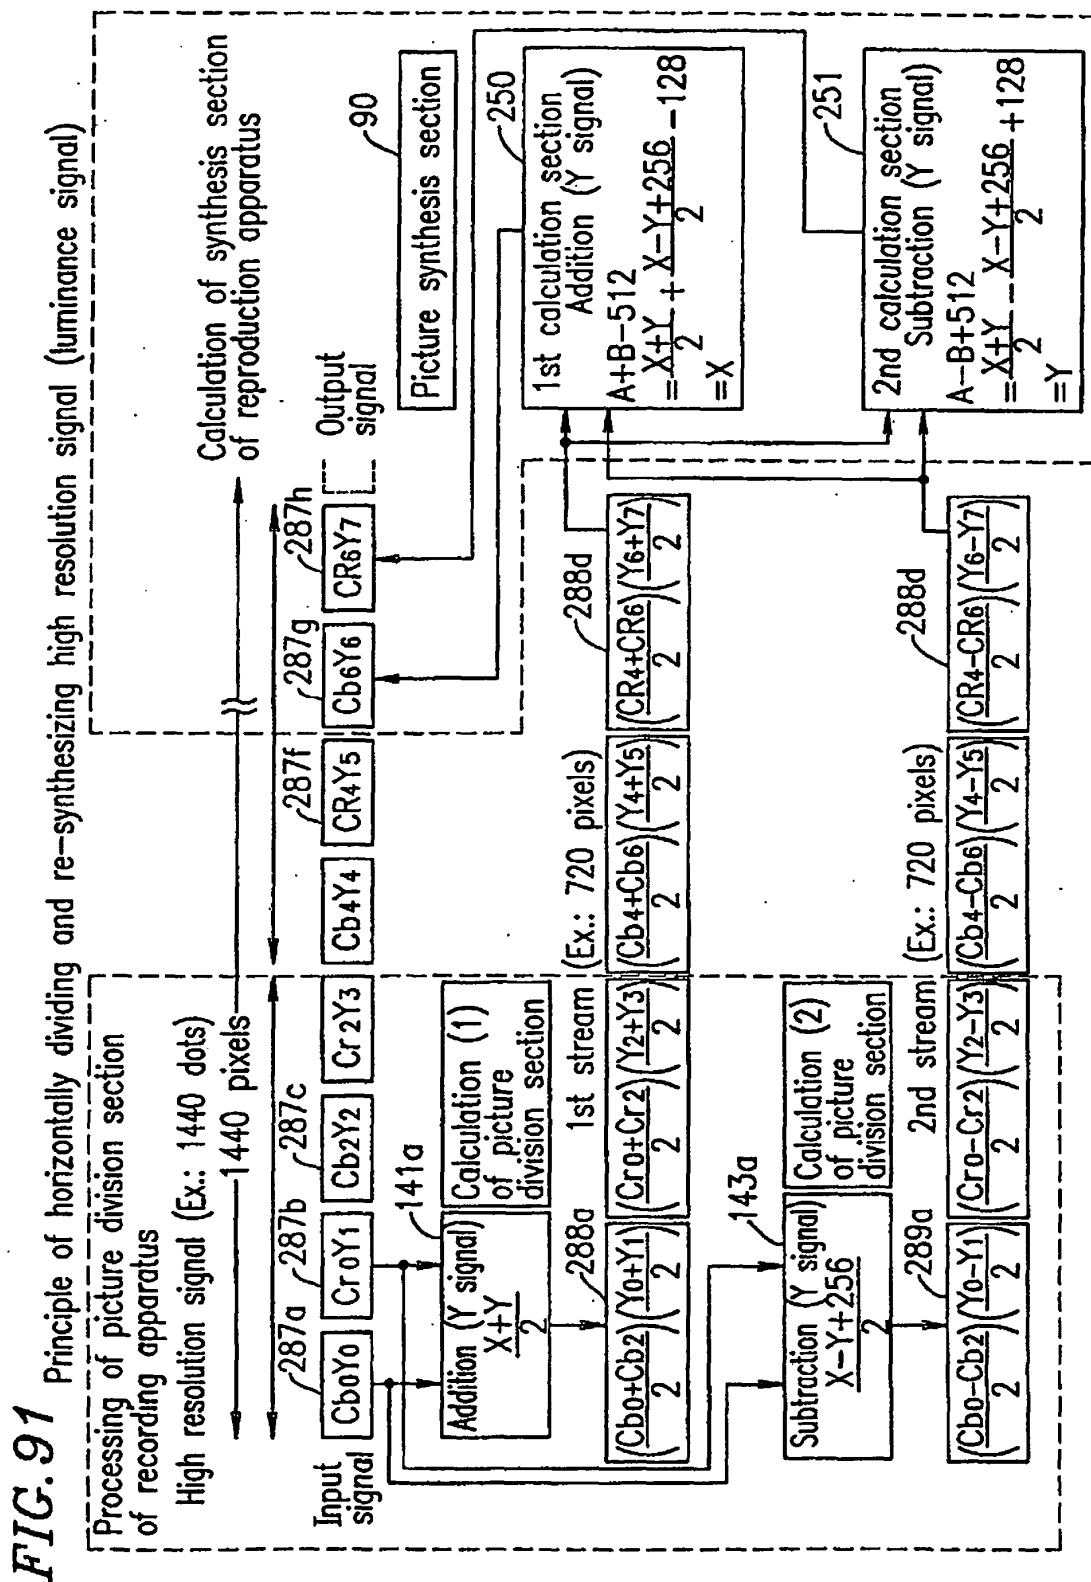 FIG. 91
Principle of horizontally dividing and re-synthesizing high resolution signal (luminance signal)
Processing of picture division section
of recording apparatus
High resolution signal (Ex.: 1440 dots)
1440 pixels
Calculation of synthesis section
of reproduction apparatus
287a
287b
287c
287f
287g
287h
Input
signal
Cb0Y0
Cr0Y1
Cb2Y2
Cr2Y3
Cb4Y4
CR4Y5
Cb6Y6
CR6Y7
Output
signal
90
Picture synthesis section
141a
Addition (Y signal)
X+Y
2
Calculation (1)
of picture
division section
288a
1st stream
(Ex.: 720 pixels)
288d
(Cb0+Cb2/2)(Y0+Y1/2)
(Cr0+Cr2/2)(Y2+Y3/2)
(Cb4+Cb6/2)(Y4+Y5/2)
(CR4+CR6/2)(Y6+Y7/2)
250
1st calculation section
Addition (Y signal)
A+B-512
=X+Y/2 + X-Y+256/2 -128
=X
143a
Subtraction (Y signal)
X-Y+256
2
Calculation (2)
of picture
division section
289a
2nd stream
(Ex.: 720 pixels)
288d
(Cb0-Cb2/2)(Y0-Y1/2)
(Cr0-Cr2/2)(Y2-Y3/2)
(Cb4-Cb6/2)(Y4-Y5/2)
(CR4-CR6/2)(Y6-Y7/2)
251
2nd calculation section
Subtraction (Y signal)
A-B+512
=X+Y/2 - X-Y+256/2 +128
=Y